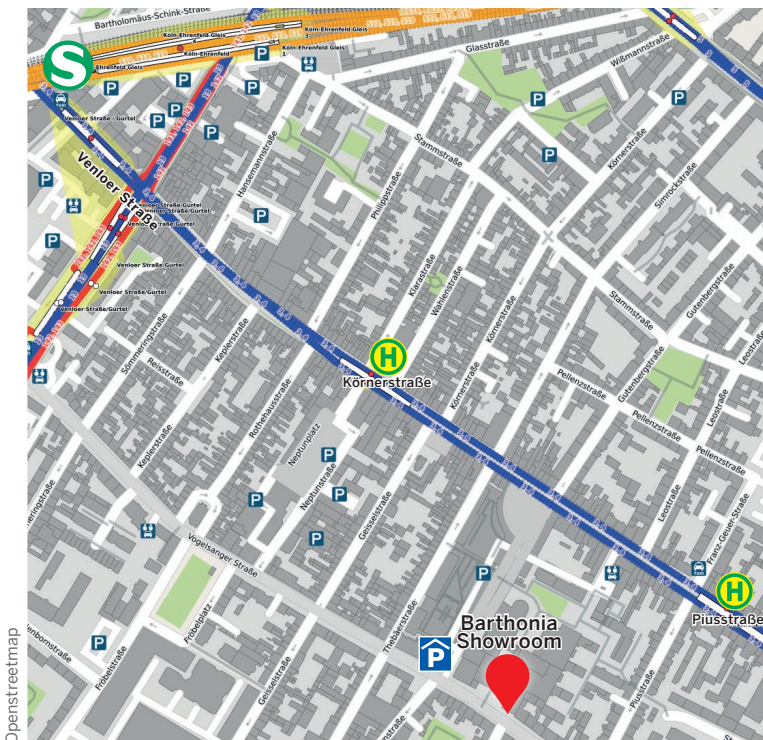 Bartholomäus-Schink-Straße
Köln-Ehrenfeld Gleis
Köln-Ehrenfeld
Köln-Ehrenfeld Gleis
S
Glasstraße
Wißmannstraße
TAXI
Venloer Straße / Gürtel
Venloer Straße
Venloer Straße/Gürtel
Venloer Straße/Gürtel
Venloer Straße/Gürtel
Venloer Straße/Gürtel
Venloer Straße/Gürtel
Hansemannstraße
Stammstraße
Philippstraße
Körnerstraße
Simrockstraße
Klarastraße
Wahlenstraße
Körnerstraße
Stammstraße
Gutenbergstraße
Leostraße
Sömmeringstraße
Reisstraße
Keplerstraße
Rothehausstraße
H
Körnerstraße
Körnerstraße
Pellenzstraße
Gutenbergstraße
Leostraße
Pellenzstraße
Pellenzstraße
Keplerstraße
Neptunplatz
Neptunstraße
Geisselstraße
Leostraße
Franz-Geuer-Straße
Vogelsanger Straße
TAXI
H
Piusstraße
Fröbelplatz
Fröbelstraße
Geisselstraße
Thebäerstraße
P
Barthonia
Showroom
Piusstraße
Openstreetmap